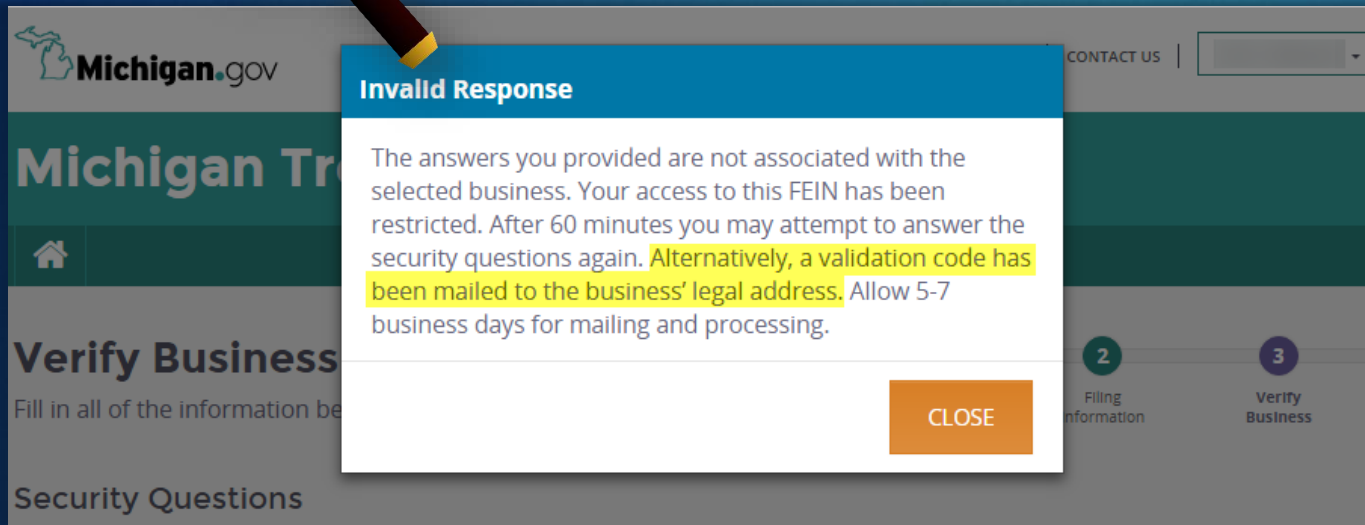 Michigan.gov
CONTACT US
Invalid Response
Michigan Tr
The answers you provided are not associated with the
selected business. Your access to this FEIN has been
restricted. After 60 minutes you may attempt to answer the
security questions again. Alternatively, a validation code has
been mailed to the business’ legal address. Allow 5-7
business days for mailing and processing.
CLOSE
Verify Business
Fill in all of the information be
2
Filing
nformation
3
Verify
Business
Security Questions